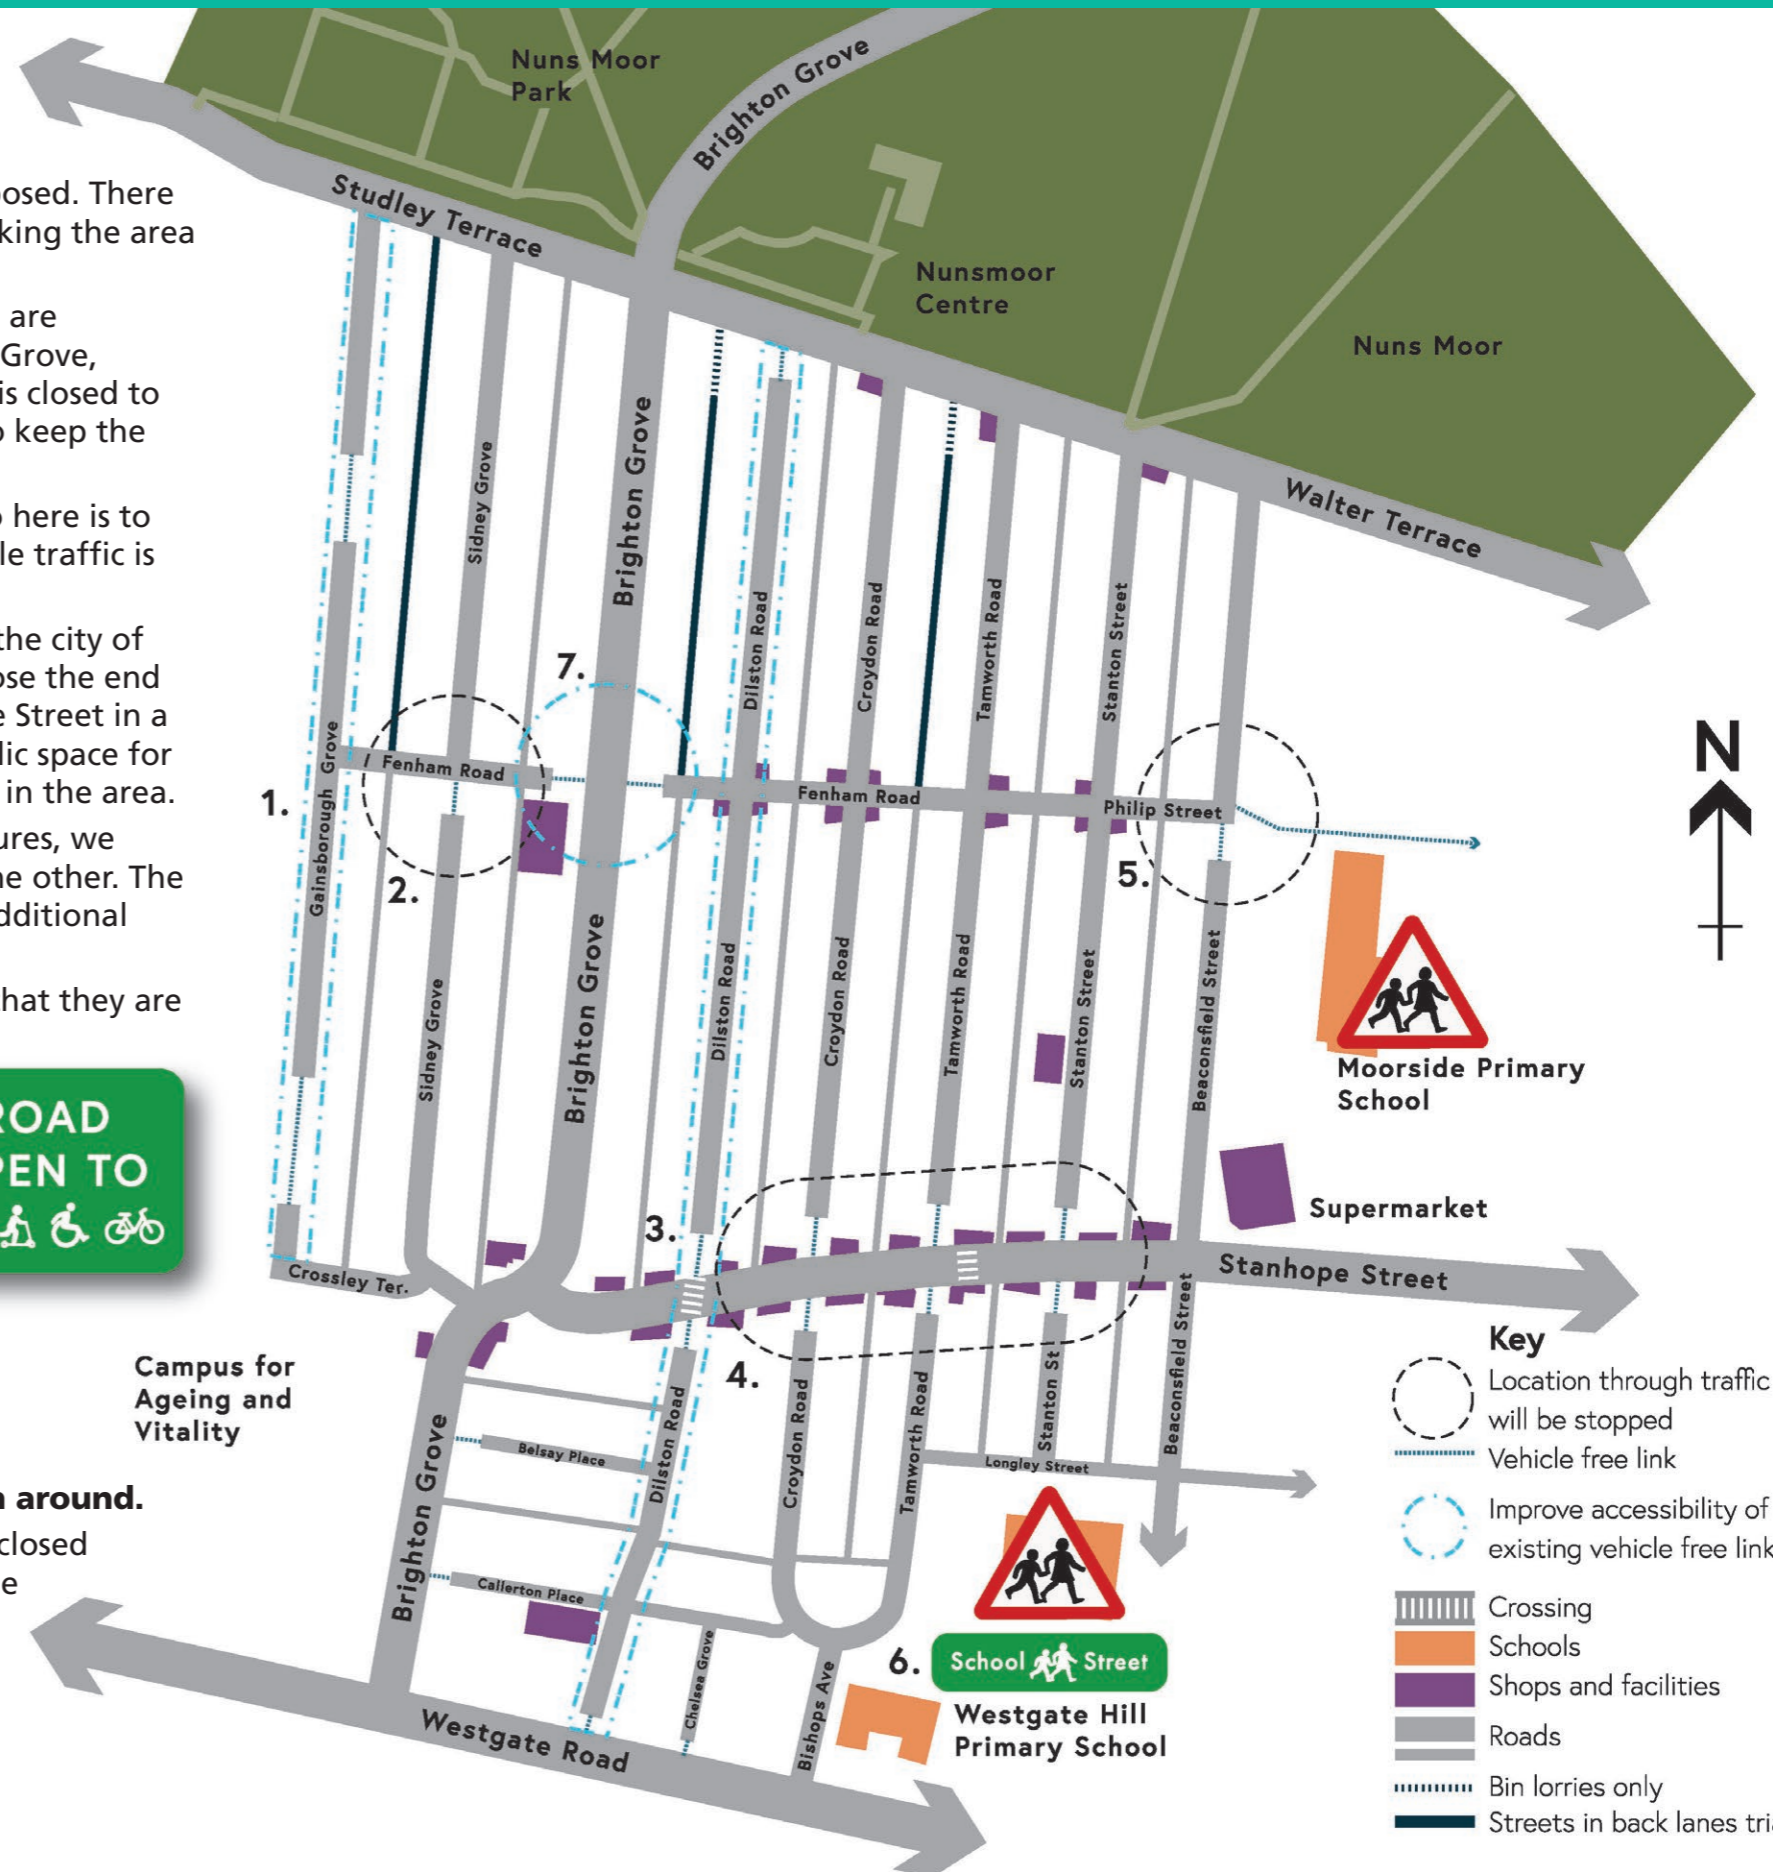 posed. There
king the area
are
Grove,
is closed to
o keep the
o here is to
le traffic is
the city of
ose the end
e Street in a
lic space for
in the area.
ures, we
ne other. The
dditional
hat they are
ROAD
PEN TO
n around.
closed
e
Nuns Moor
Park
Brighton Grove
Studley Terrace
Nunsmoor
Centre
Nuns Moor
Walter Terrace
Sidney Grove
Brighton Grove
Dilston Road
Croydon Road
Tamworth Road
Stanton Street
7.
N
1.
Gainsborough Grove
Fenham Road
Fenham Road
Philip Street
2.
5.
Sidney Grove
Brighton Grove
Dilston Road
Croydon Road
Tamworth Road
Stanton Street
Beaconsfield Street
Moorside Primary
School
Supermarket
3.
Crossley Ter.
Stanhope Street
4.
Campus for
Ageing and
Vitality
Brighton Grove
Belsay Place
Dilston Road
Croydon Road
Tamworth Road
Stanton St
Beaconsfield Street
Longley Street
Callerton Place
Chelsea Grove
Bishops Ave
6.
School Street
Westgate Hill
Primary School
Westgate Road
Key
Location through traffic
will be stopped
Vehicle free link
Improve accessibility of
existing vehicle free link
Crossing
Schools
Shops and facilities
Roads
Bin lorries only
Streets in back lanes tria